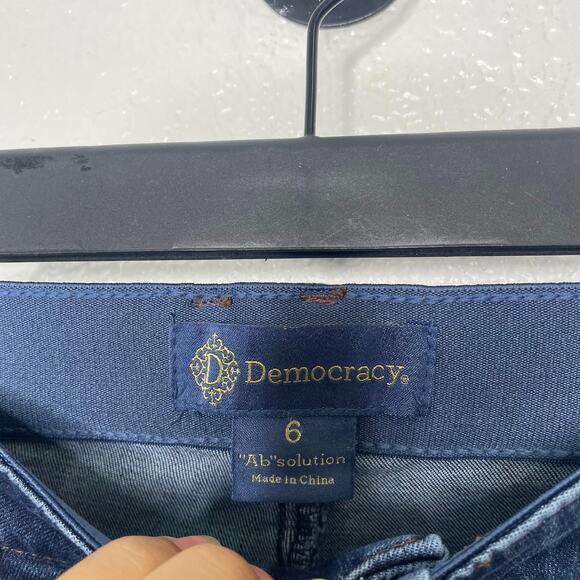 D Democracy®
6
"Ab"solution
Made in China